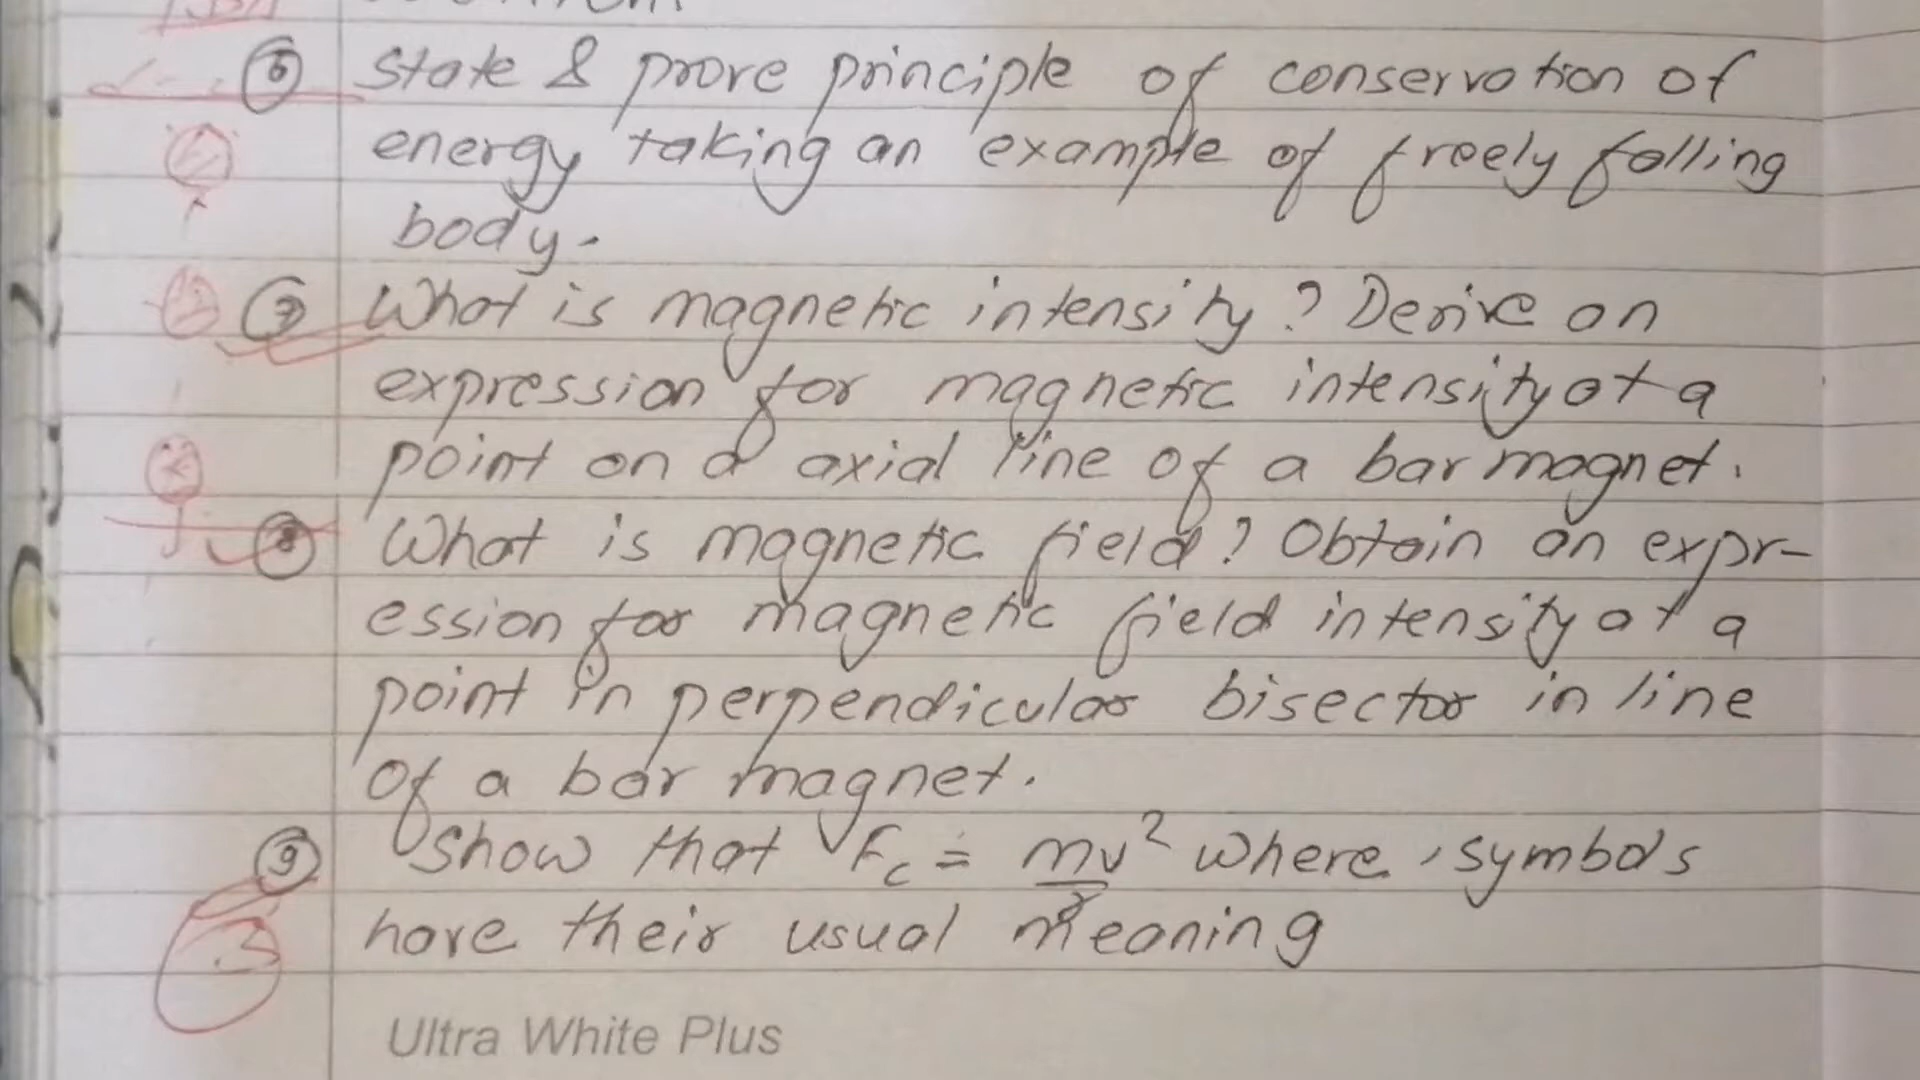 ⑥ State & prove principle of conservation of
energy taking an example of freely falling
body.
⑦ What is magnetic intensity? Derive an
expression for magnetic intensity at a
point on a axial line of a bar magnet.
⑧ What is magnetic field? Obtain an expr-
ession for magnetic field intensity at a
point in perpendicular bisector in line
of a bar magnet.
⑨ Show that Fc = mv²/r where symbols
have their usual meaning
Ultra White Plus